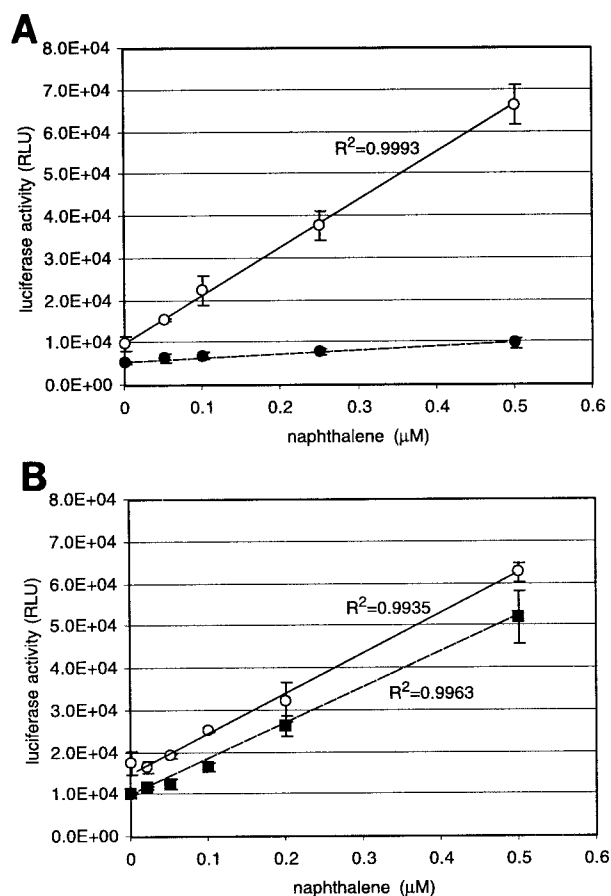 A
8.0E+04
7.0E+04
6.0E+04
5.0E+04
4.0E+04
3.0E+04
2.0E+04
1.0E+04
0.0E+00
luciferase activity (RLU)
R²=0.9993
0 0.1 0.2 0.3 0.4 0.5 0.6
naphthalene (μM)
B
8.0E+04
7.0E+04
6.0E+04
5.0E+04
4.0E+04
3.0E+04
2.0E+04
1.0E+04
0.0E+00
luciferase activity (RLU)
R²=0.9935
R²=0.9963
0 0.1 0.2 0.3 0.4 0.5 0.6
naphthalene (μM)